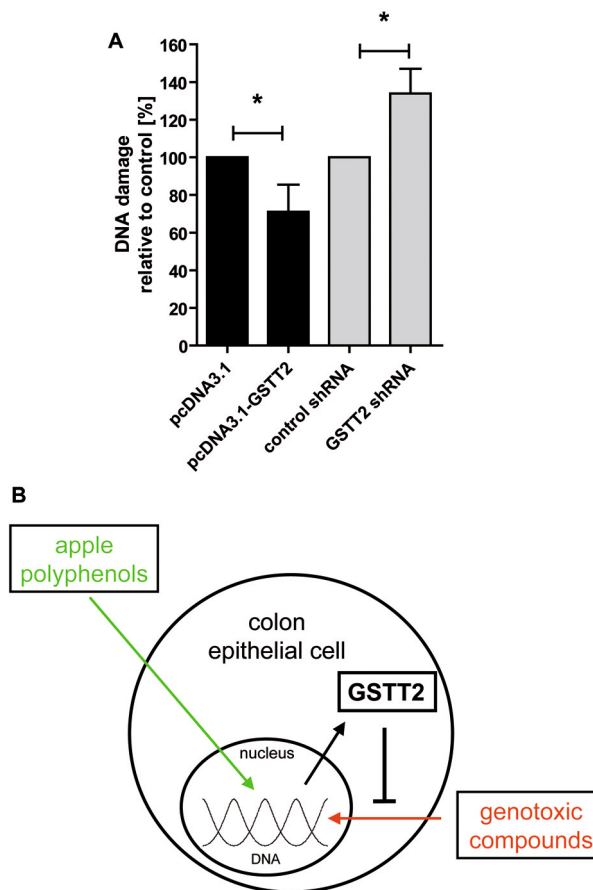 A
DNA damage
relative to control [%]
160
140
120
100
80
60
40
20
0
*
*
pcDNA3.1
pcDNA3.1-GSTT2
control shRNA
GSTT2 shRNA
B
apple
polyphenols
colon
epithelial cell
GSTT2
nucleus
DNA
genotoxic
compounds